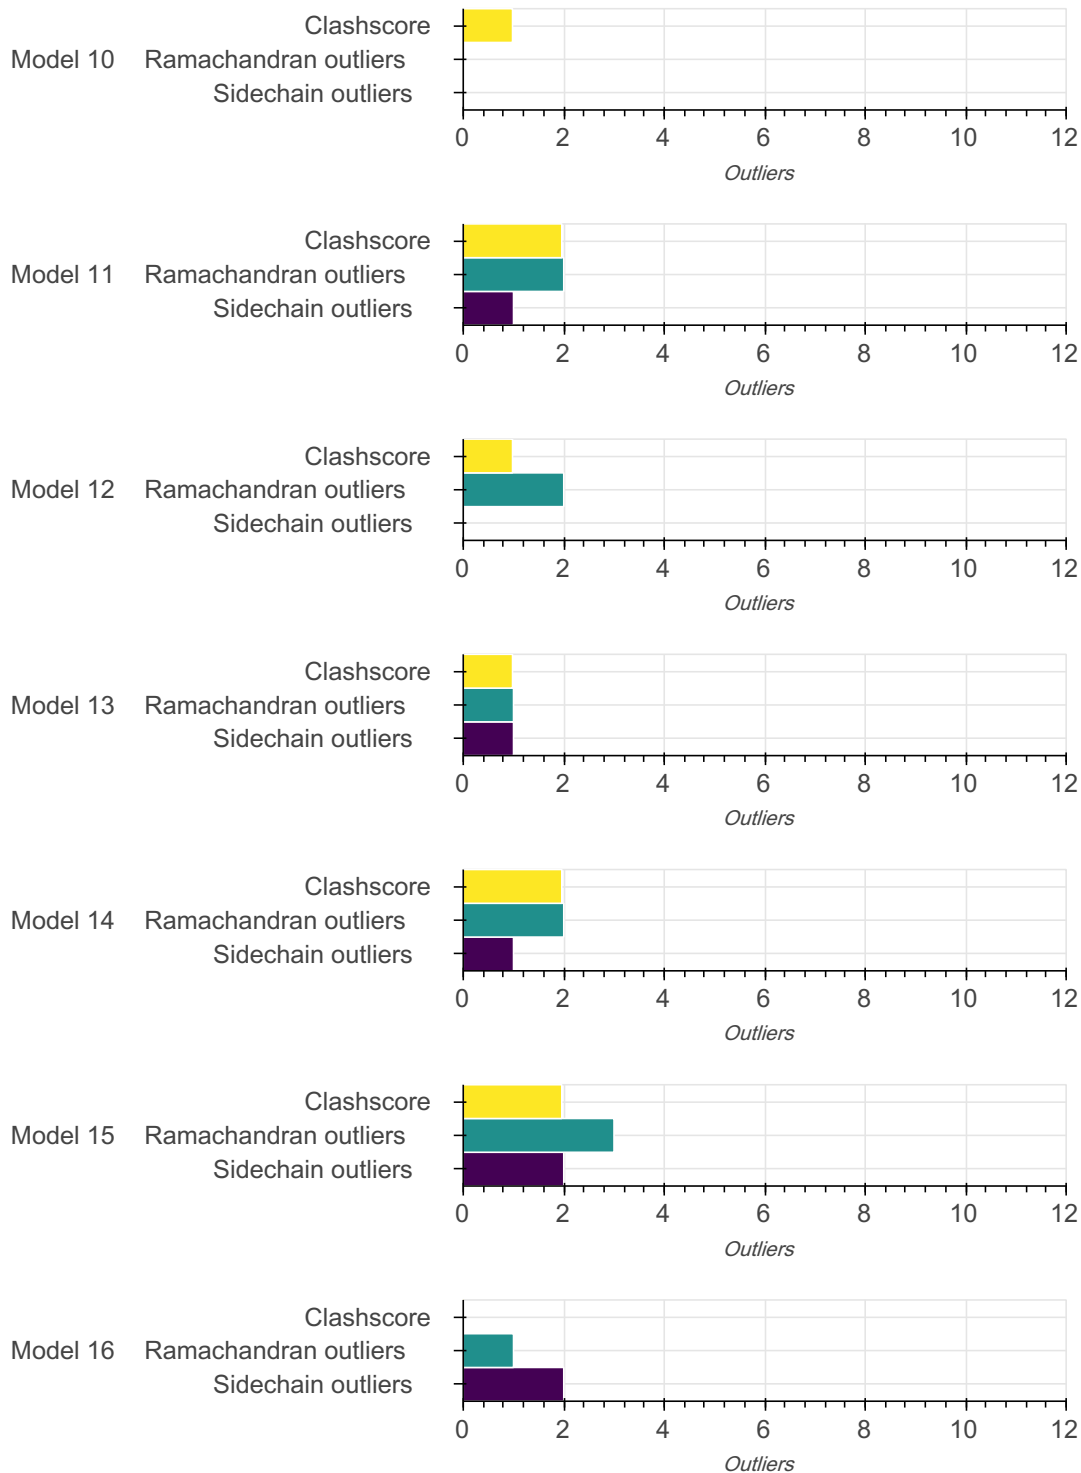 Clashscore
Model 10 Ramachandran outliers
Sidechain outliers
0 2 4 6 8 10 12
Outliers
Clashscore
Model 11 Ramachandran outliers
Sidechain outliers
0 2 4 6 8 10 12
Outliers
Clashscore
Model 12 Ramachandran outliers
Sidechain outliers
0 2 4 6 8 10 12
Outliers
Clashscore
Model 13 Ramachandran outliers
Sidechain outliers
0 2 4 6 8 10 12
Outliers
Clashscore
Model 14 Ramachandran outliers
Sidechain outliers
0 2 4 6 8 10 12
Outliers
Clashscore
Model 15 Ramachandran outliers
Sidechain outliers
0 2 4 6 8 10 12
Outliers
Clashscore
Model 16 Ramachandran outliers
Sidechain outliers
0 2 4 6 8 10 12
Outliers